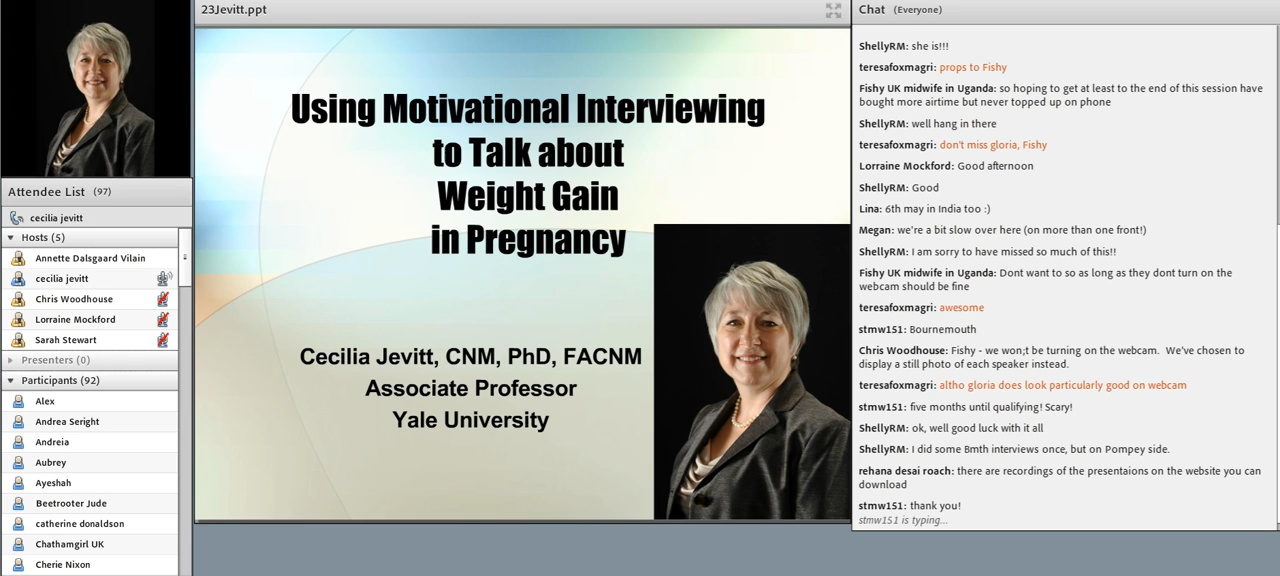 Attendee List (97)
cecilia jevitt
Hosts (5)
Annette Dalsgaard Vilain
cecilia jevitt
Chris Woodhouse
Lorraine Mockford
Sarah Stewart
Presenters (0)
Participants (92)
Alex
Andrea Seright
Andreia
Aubrey
Ayeshah
Beetrooter Jude
catherine donaldson
Chathamgirl UK
Cherie Nixon
23Jevitt.ppt
Using Motivational Interviewing
to Talk about
Weight Gain
in Pregnancy
Cecilia Jevitt, CNM, PhD, FACNM
Associate Professor
Yale University
Chat (Everyone)
ShellyRM: she is!!!
teresafoxmagri: props to Fishy
Fishy UK midwife in Uganda: so hoping to get at least to the end of this session have
bought more airtime but never topped up on phone
ShellyRM: well hang in there
teresafoxmagri: don't miss gloria, Fishy
Lorraine Mockford: Good afternoon
ShellyRM: Good
Lina: 6th may in India too :)
Megan: we're a bit slow over here (on more than one front!)
ShellyRM: I am sorry to have missed so much of this!!
Fishy UK midwife in Uganda: Dont want to so as long as they dont turn on the
webcam should be fine
teresafoxmagri: awesome
stmw151: Bournemouth
Chris Woodhouse: Fishy - we won;t be turning on the webcam. We've chosen to
display a still photo of each speaker instead.
teresafoxmagri: altho gloria does look particularly good on webcam
stmw151: five months until qualifying! Scary!
ShellyRM: ok, well good luck with it all
ShellyRM: I did some Bmth interviews once, but on Pompey side.
rehana desai roach: there are recordings of the presentaions on the website you can
download
stmw151: thank you!
stmw151 is typing...